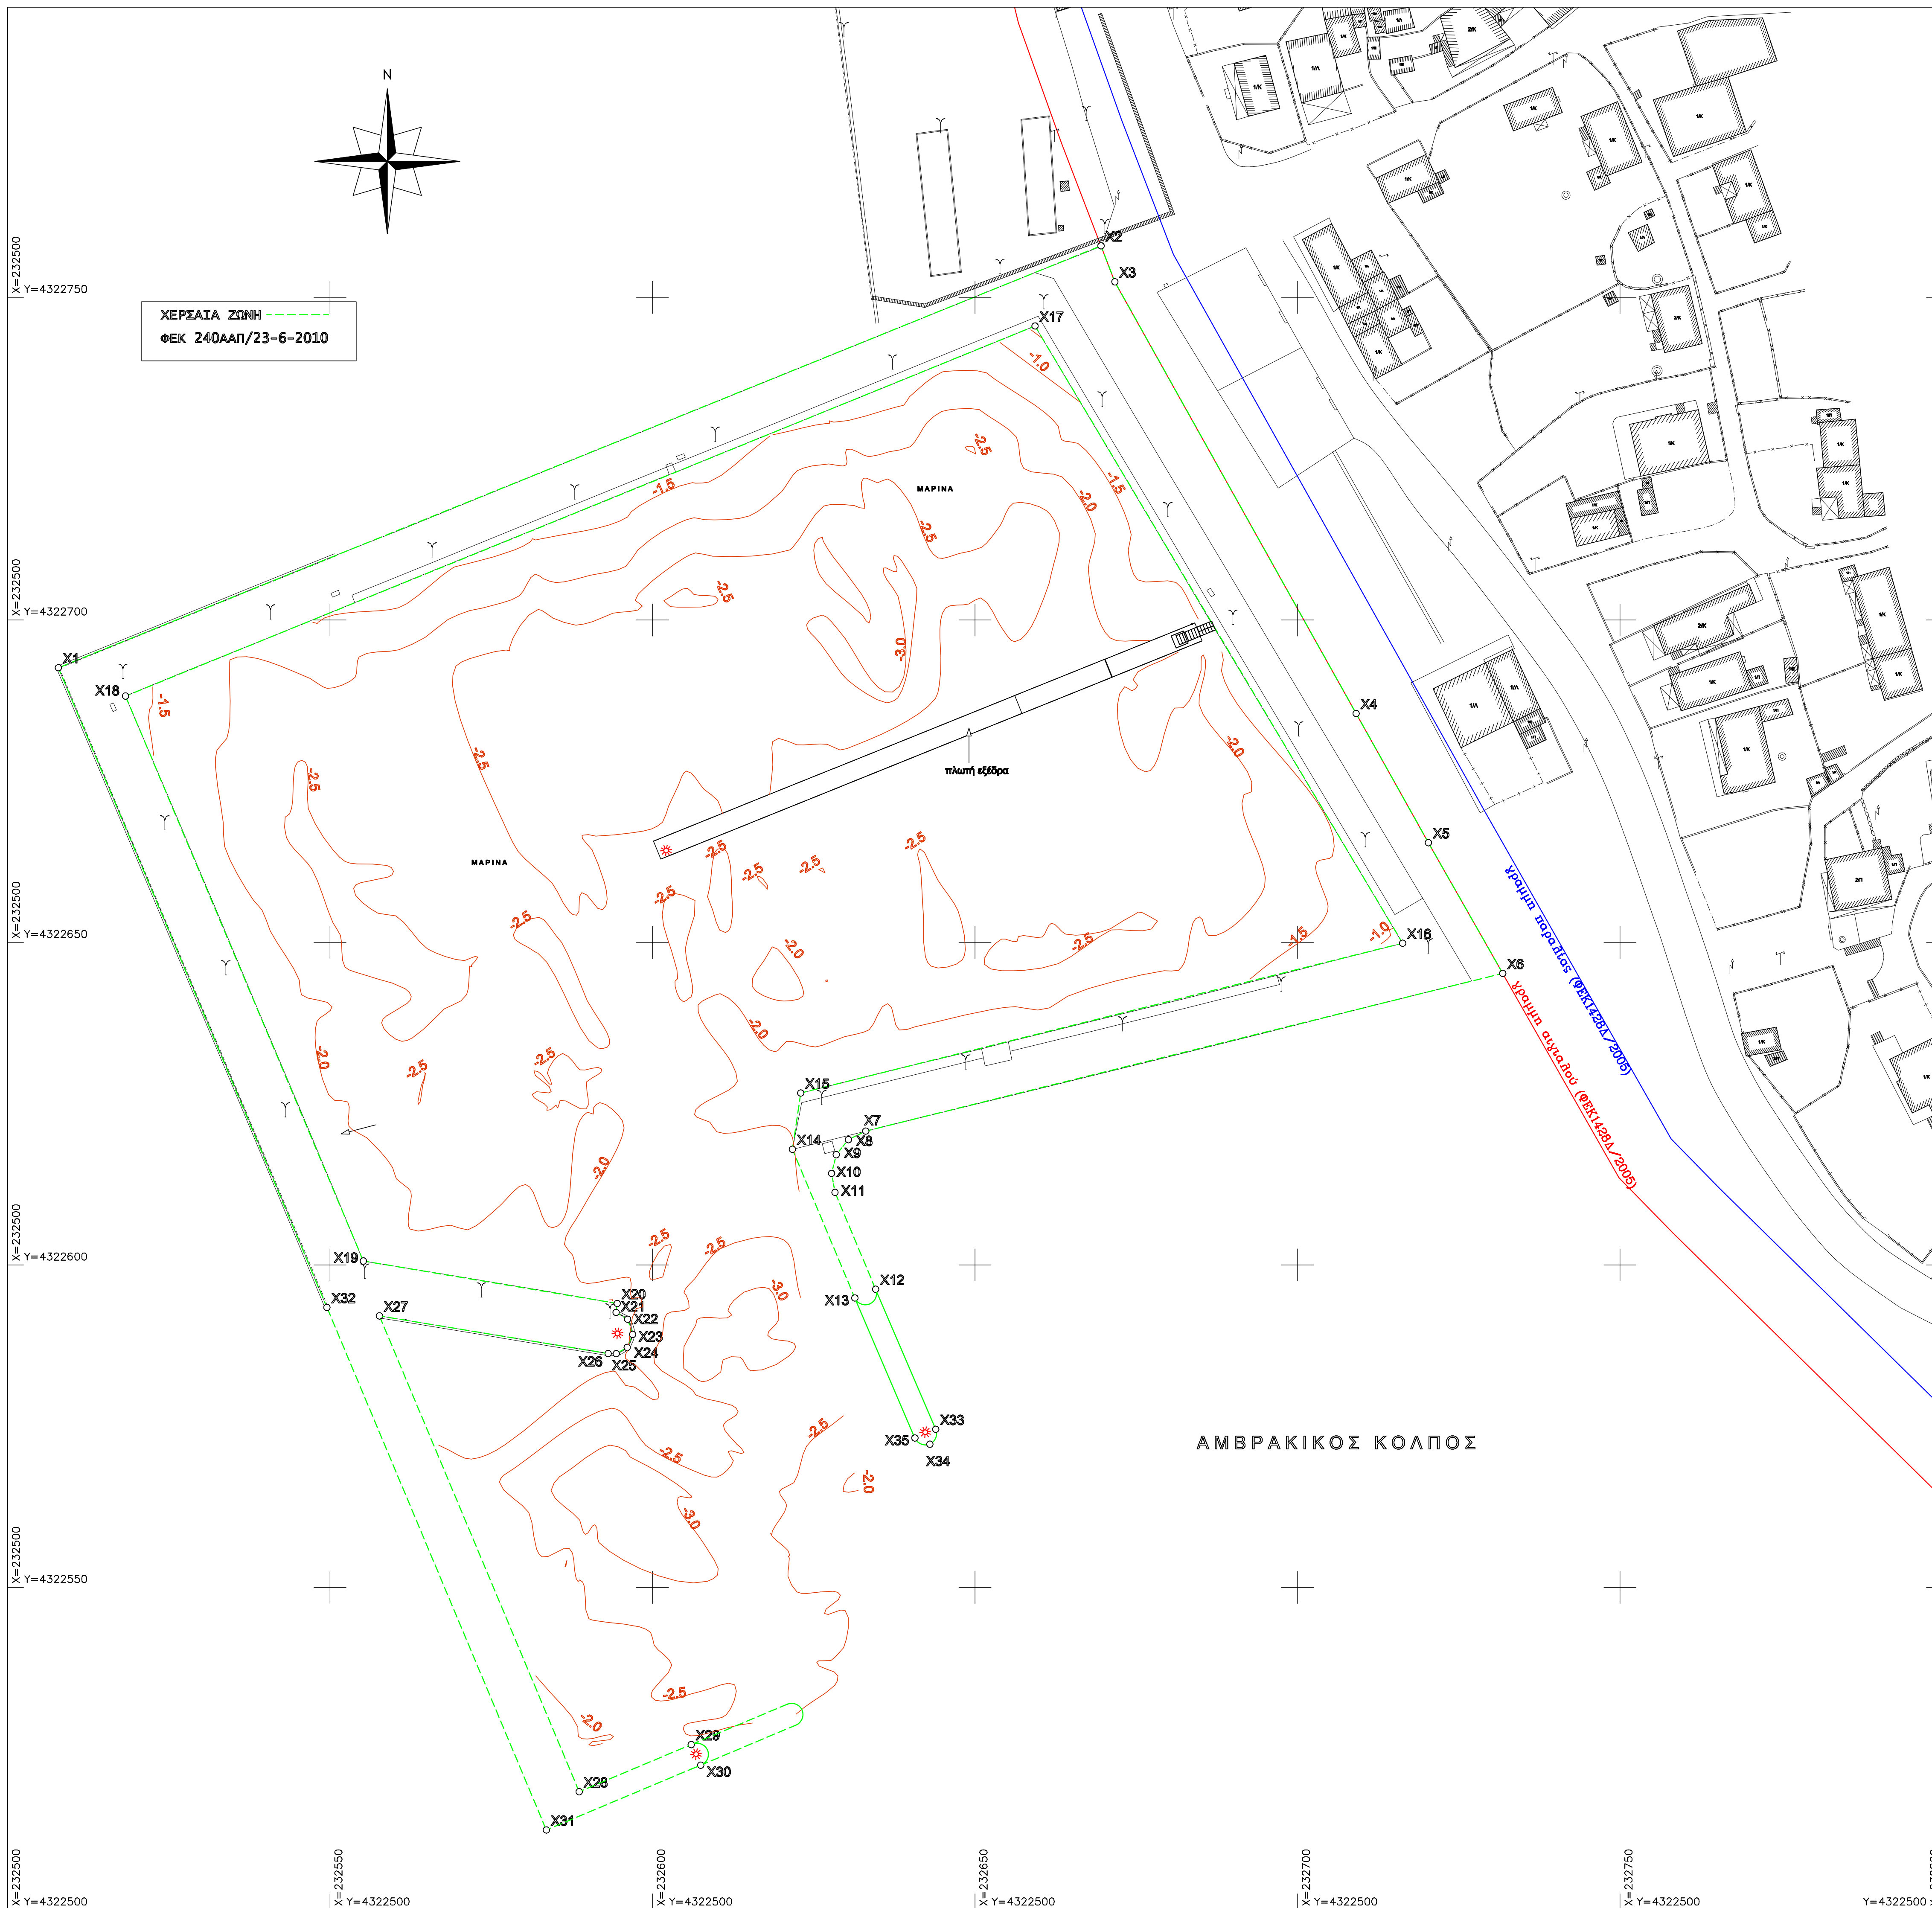 N
ΧΕΡΣΑΙΑ ΖΩΝΗ
ΦΕΚ 240ΑΑΠ/23-6-2010
X=232500
Y=4322750
X=232500
Y=4322700
X=232500
Y=4322650
X=232500
Y=4322600
X=232500
Y=4322550
X=232500
Y=4322500
X=232550
Y=4322500
X=232600
Y=4322500
X=232650
Y=4322500
X=232700
Y=4322500
X=232750
Y=4322500
Y=4322500
X1
X2
X3
X4
X5
X6
X7
X8
X9
X10
X11
X12
X13
X14
X15
X16
X17
X18
X19
X20
X21
X22
X23
X24
X25
X26
X27
X28
X29
X30
X31
X32
X33
X34
X35
ΜΑΡΙΝΑ
ΜΑΡΙΝΑ
πλωτή εξέδρα
γραμμη παραλιας (ΦΕΚ1428Δ/2005)
γραμμη αιγιαλού (ΦΕΚ1428Δ/2005)
ΑΜΒΡΑΚΙΚΟΣ ΚΟΛΠΟΣ
-1.0
-1.5
-2.5
-1.5
-2.0
-2.5
-2.5
-3.0
-1.5
-2.5
-2.5
-2.0
-2.5
-2.5
-2.5
-2.5
-2.5
-2.5
-2.0
-2.5
-1.5
-1.0
-2.0
-2.0
-2.5
-2.5
-2.0
-2.5
-2.5
-3.0
-2.5
-2.5
-2.0
-3.0
-2.5
-2.0